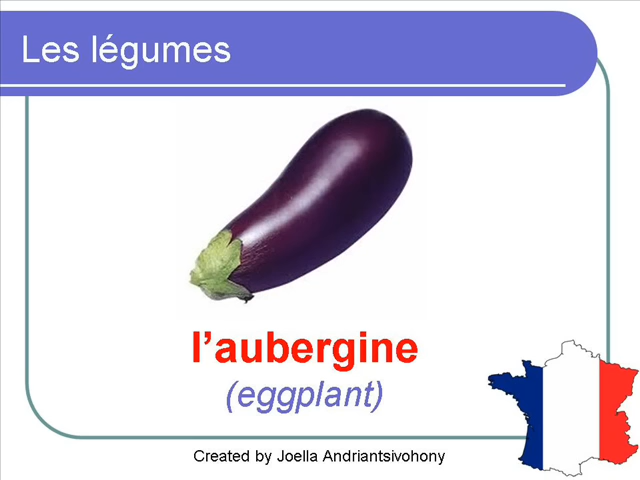 Les légumes
l’aubergine
(eggplant)
Created by Joella Andriantsivohony